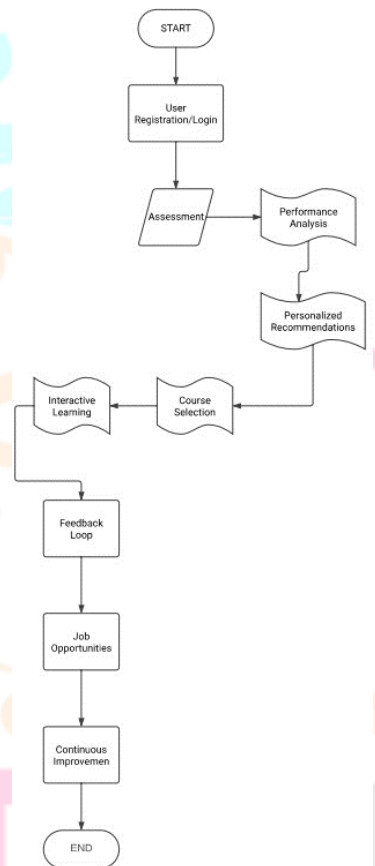 START
User
Registration/Login
Assessment
Performance
Analysis
Personalized
Recommendations
Course
Selection
Interactive
Learning
Feedback
Loop
Job
Opportunities
Continuous
Improvemen
END